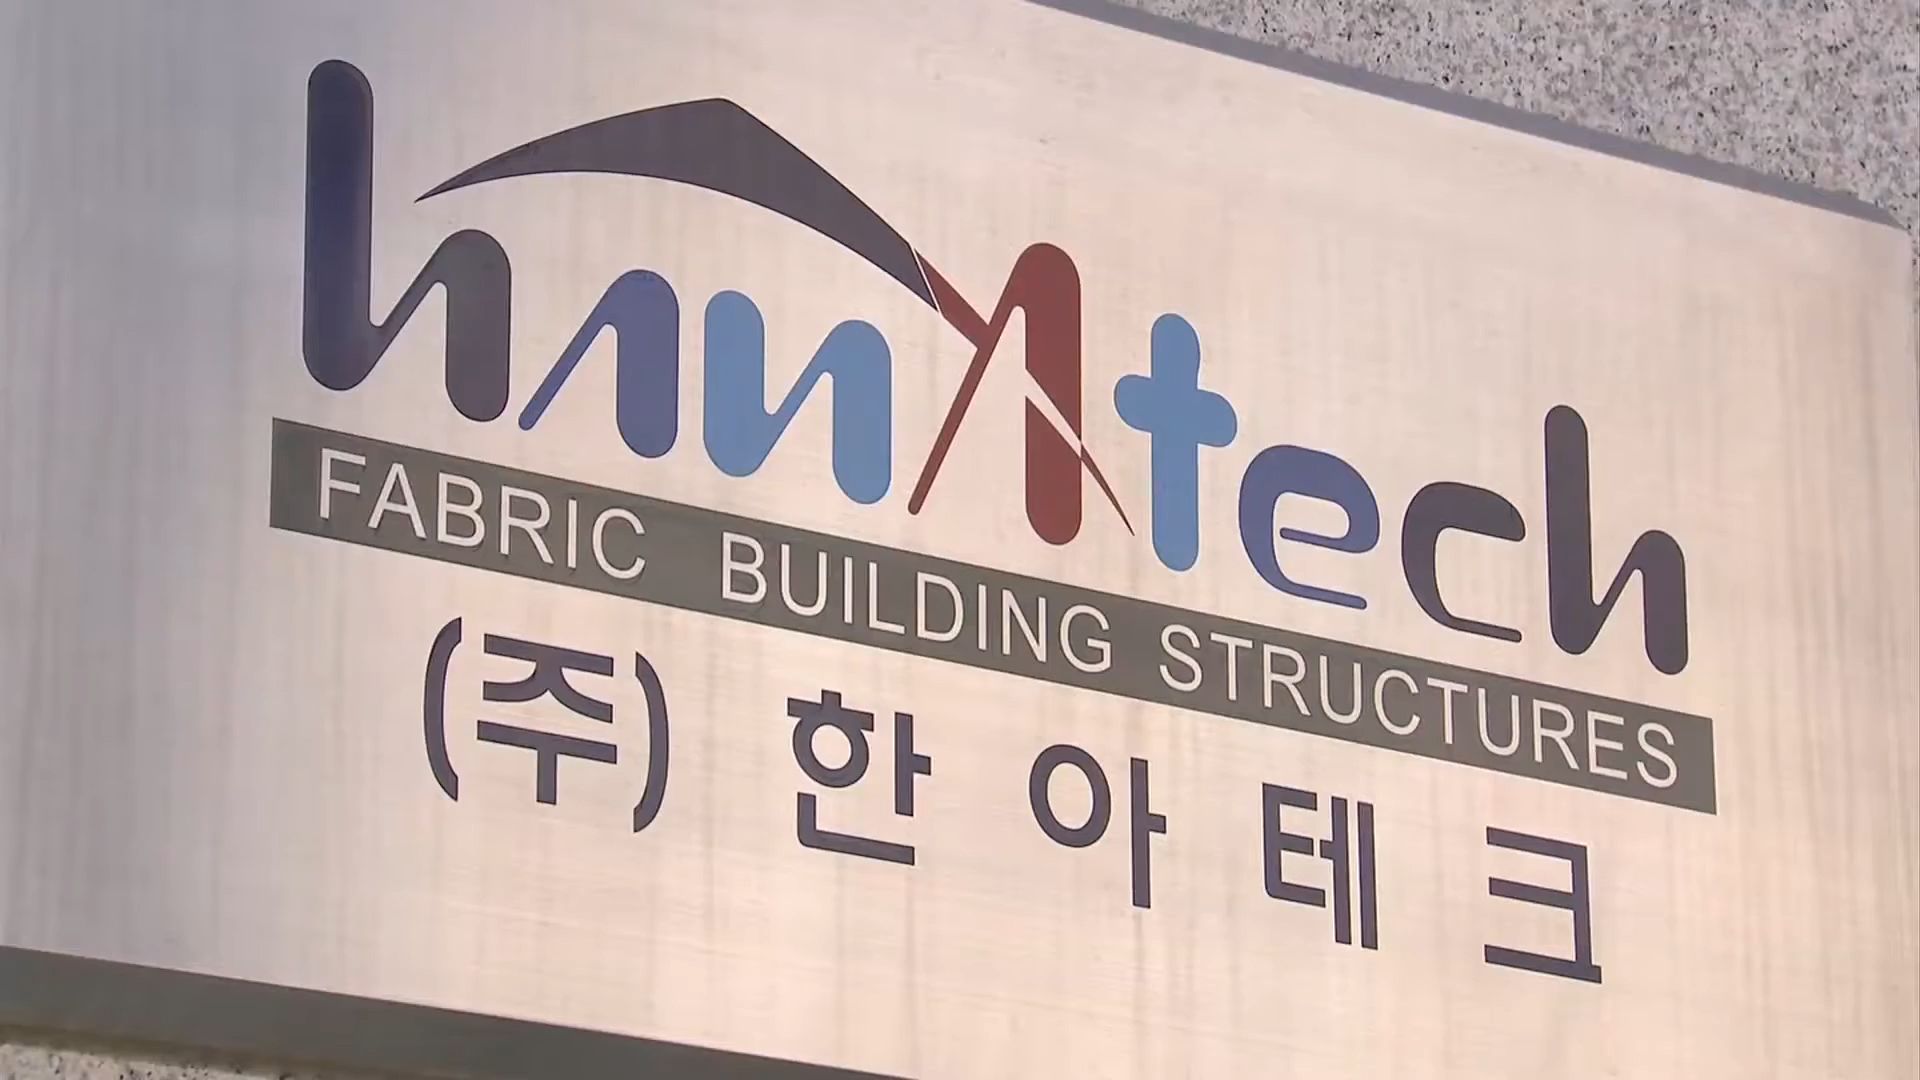 hanAtech
FABRIC BUILDING STRUCTURES
(주) 한아테크